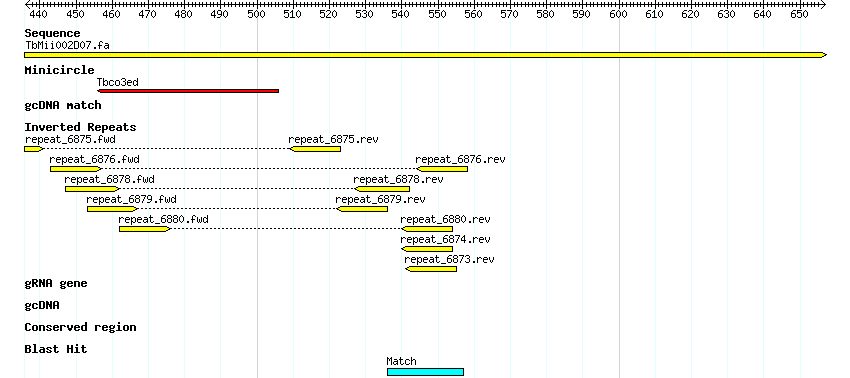 440 450 460 470 480 490 500 510 520 530 540 550 560 570 580 590 600 610 620 630 640 650
Sequence
TbMii002D07.fa
Minicircle
Tbco3ed
gcDNA match
Inverted Repeats
repeat_6875.fwd repeat_6875.rev
repeat_6876.fwd repeat_6876.rev
repeat_6878.fwd repeat_6878.rev
repeat_6879.fwd repeat_6879.rev
repeat_6880.fwd repeat_6880.rev
repeat_6874.rev
repeat_6873.rev
gRNA gene
gcDNA
Conserved region
Blast Hit
Match